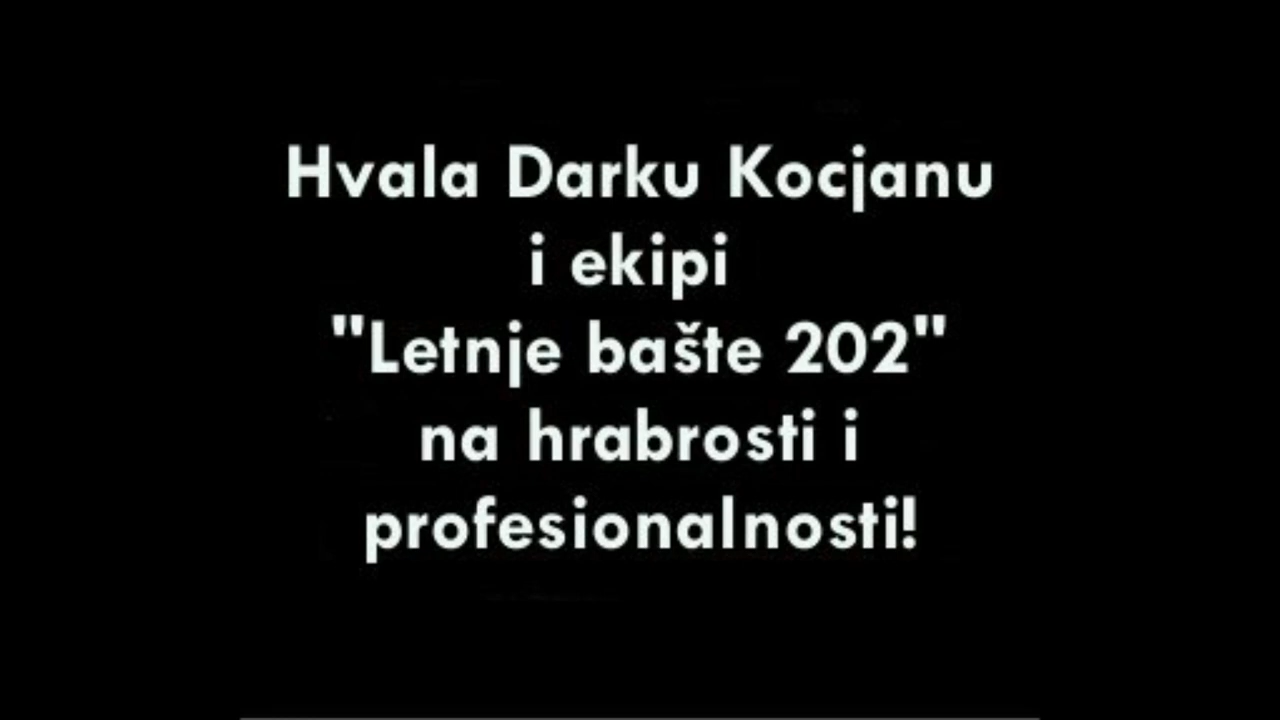 Hvala Darku Kocjanu
i ekipi
"Letnje bašte 202"
na hrabrosti i
profesionalnosti!